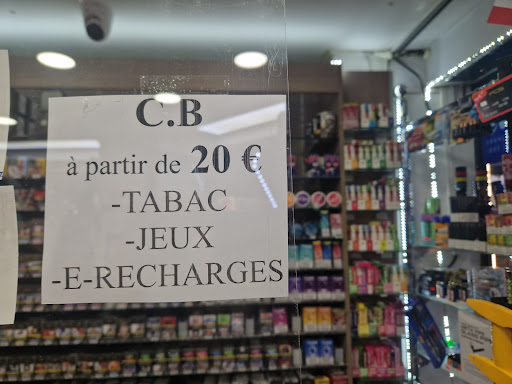 C.B
à partir de 20 €
-TABAC
-JEUX
-E-RECHARGES